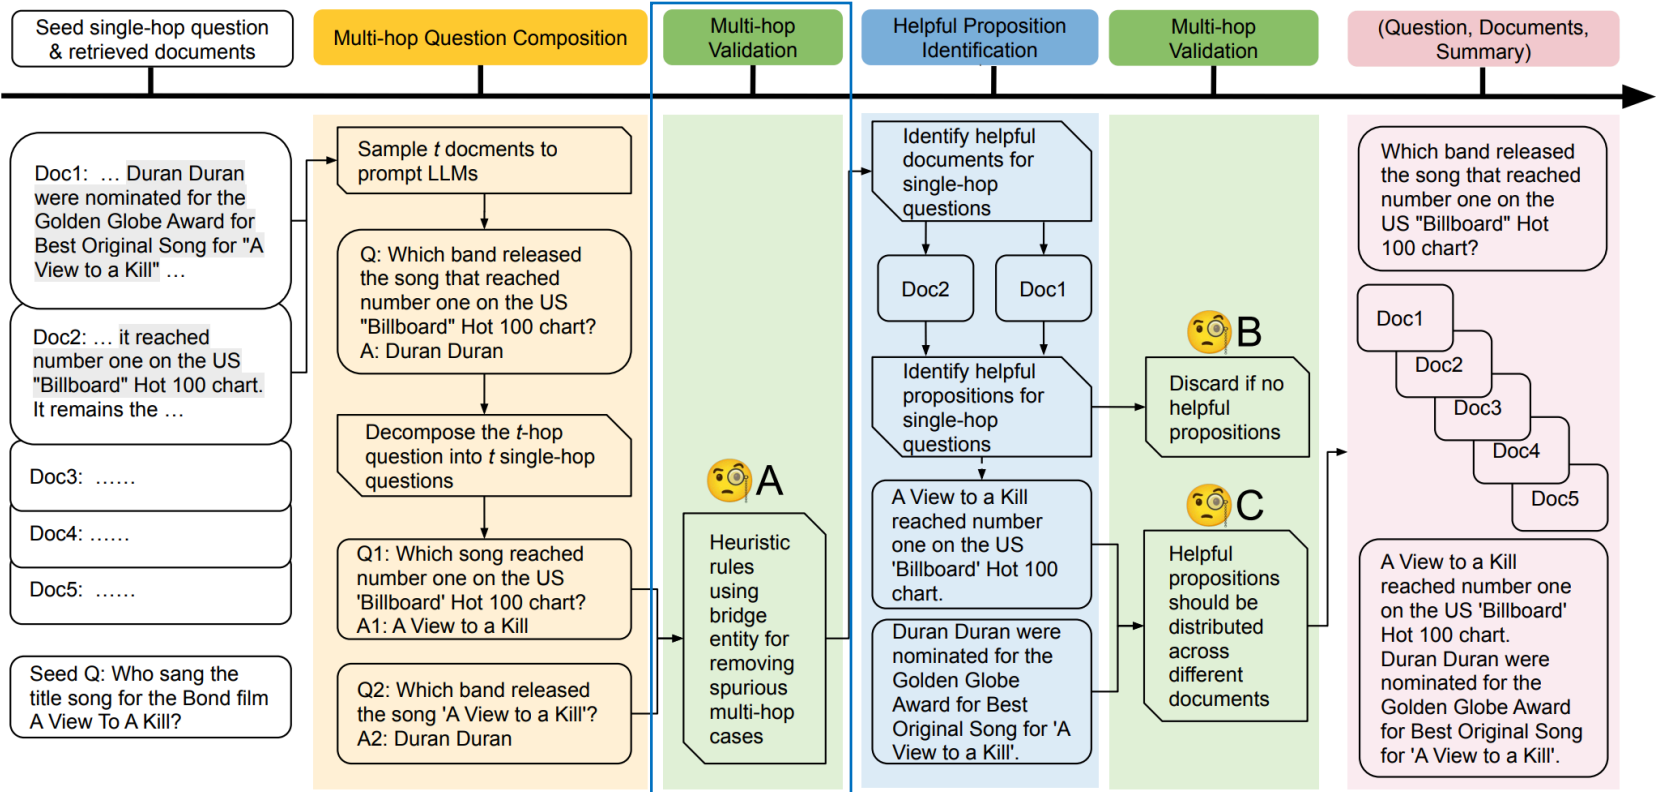 Seed single-hop question
& retrieved documents
Multi-hop Question Composition
Multi-hop
Validation
Helpful Proposition
Identification
Multi-hop
Validation
(Question, Documents,
Summary)
Doc1: … Duran Duran
were nominated for the
Golden Globe Award for
Best Original Song for "A
View to a Kill" …
Doc2: … it reached
number one on the US
"Billboard" Hot 100 chart.
It remains the …
Doc3: ……
Doc4: ……
Doc5: ……
Seed Q: Who sang the
title song for the Bond film
A View To A Kill?
Sample t docments to
prompt LLMs
Q: Which band released
the song that reached
number one on the US
"Billboard" Hot 100 chart?
A: Duran Duran
Decompose the t-hop
question into t single-hop
questions
Q1: Which song reached
number one on the US
'Billboard' Hot 100 chart?
A1: A View to a Kill
Q2: Which band released
the song 'A View to a Kill'?
A2: Duran Duran
A
Heuristic
rules
using
bridge
entity for
removing
spurious
multi-hop
cases
Identify helpful
documents for
single-hop
questions
Doc2
Doc1
Identify helpful
propositions for
single-hop
questions
A View to a Kill
reached number
one on the US
'Billboard' Hot 100
chart.
Duran Duran were
nominated for the
Golden Globe
Award for Best
Original Song for 'A
View to a Kill'.
B
Discard if no
helpful
propositions
C
Helpful
propositions
should be
distributed
across
different
documents
Which band released
the song that reached
number one on the
US "Billboard" Hot
100 chart?
Doc1
Doc2
Doc3
Doc4
Doc5
A View to a Kill
reached number one
on the US 'Billboard'
Hot 100 chart.
Duran Duran were
nominated for the
Golden Globe Award
for Best Original Song
for 'A View to a Kill'.